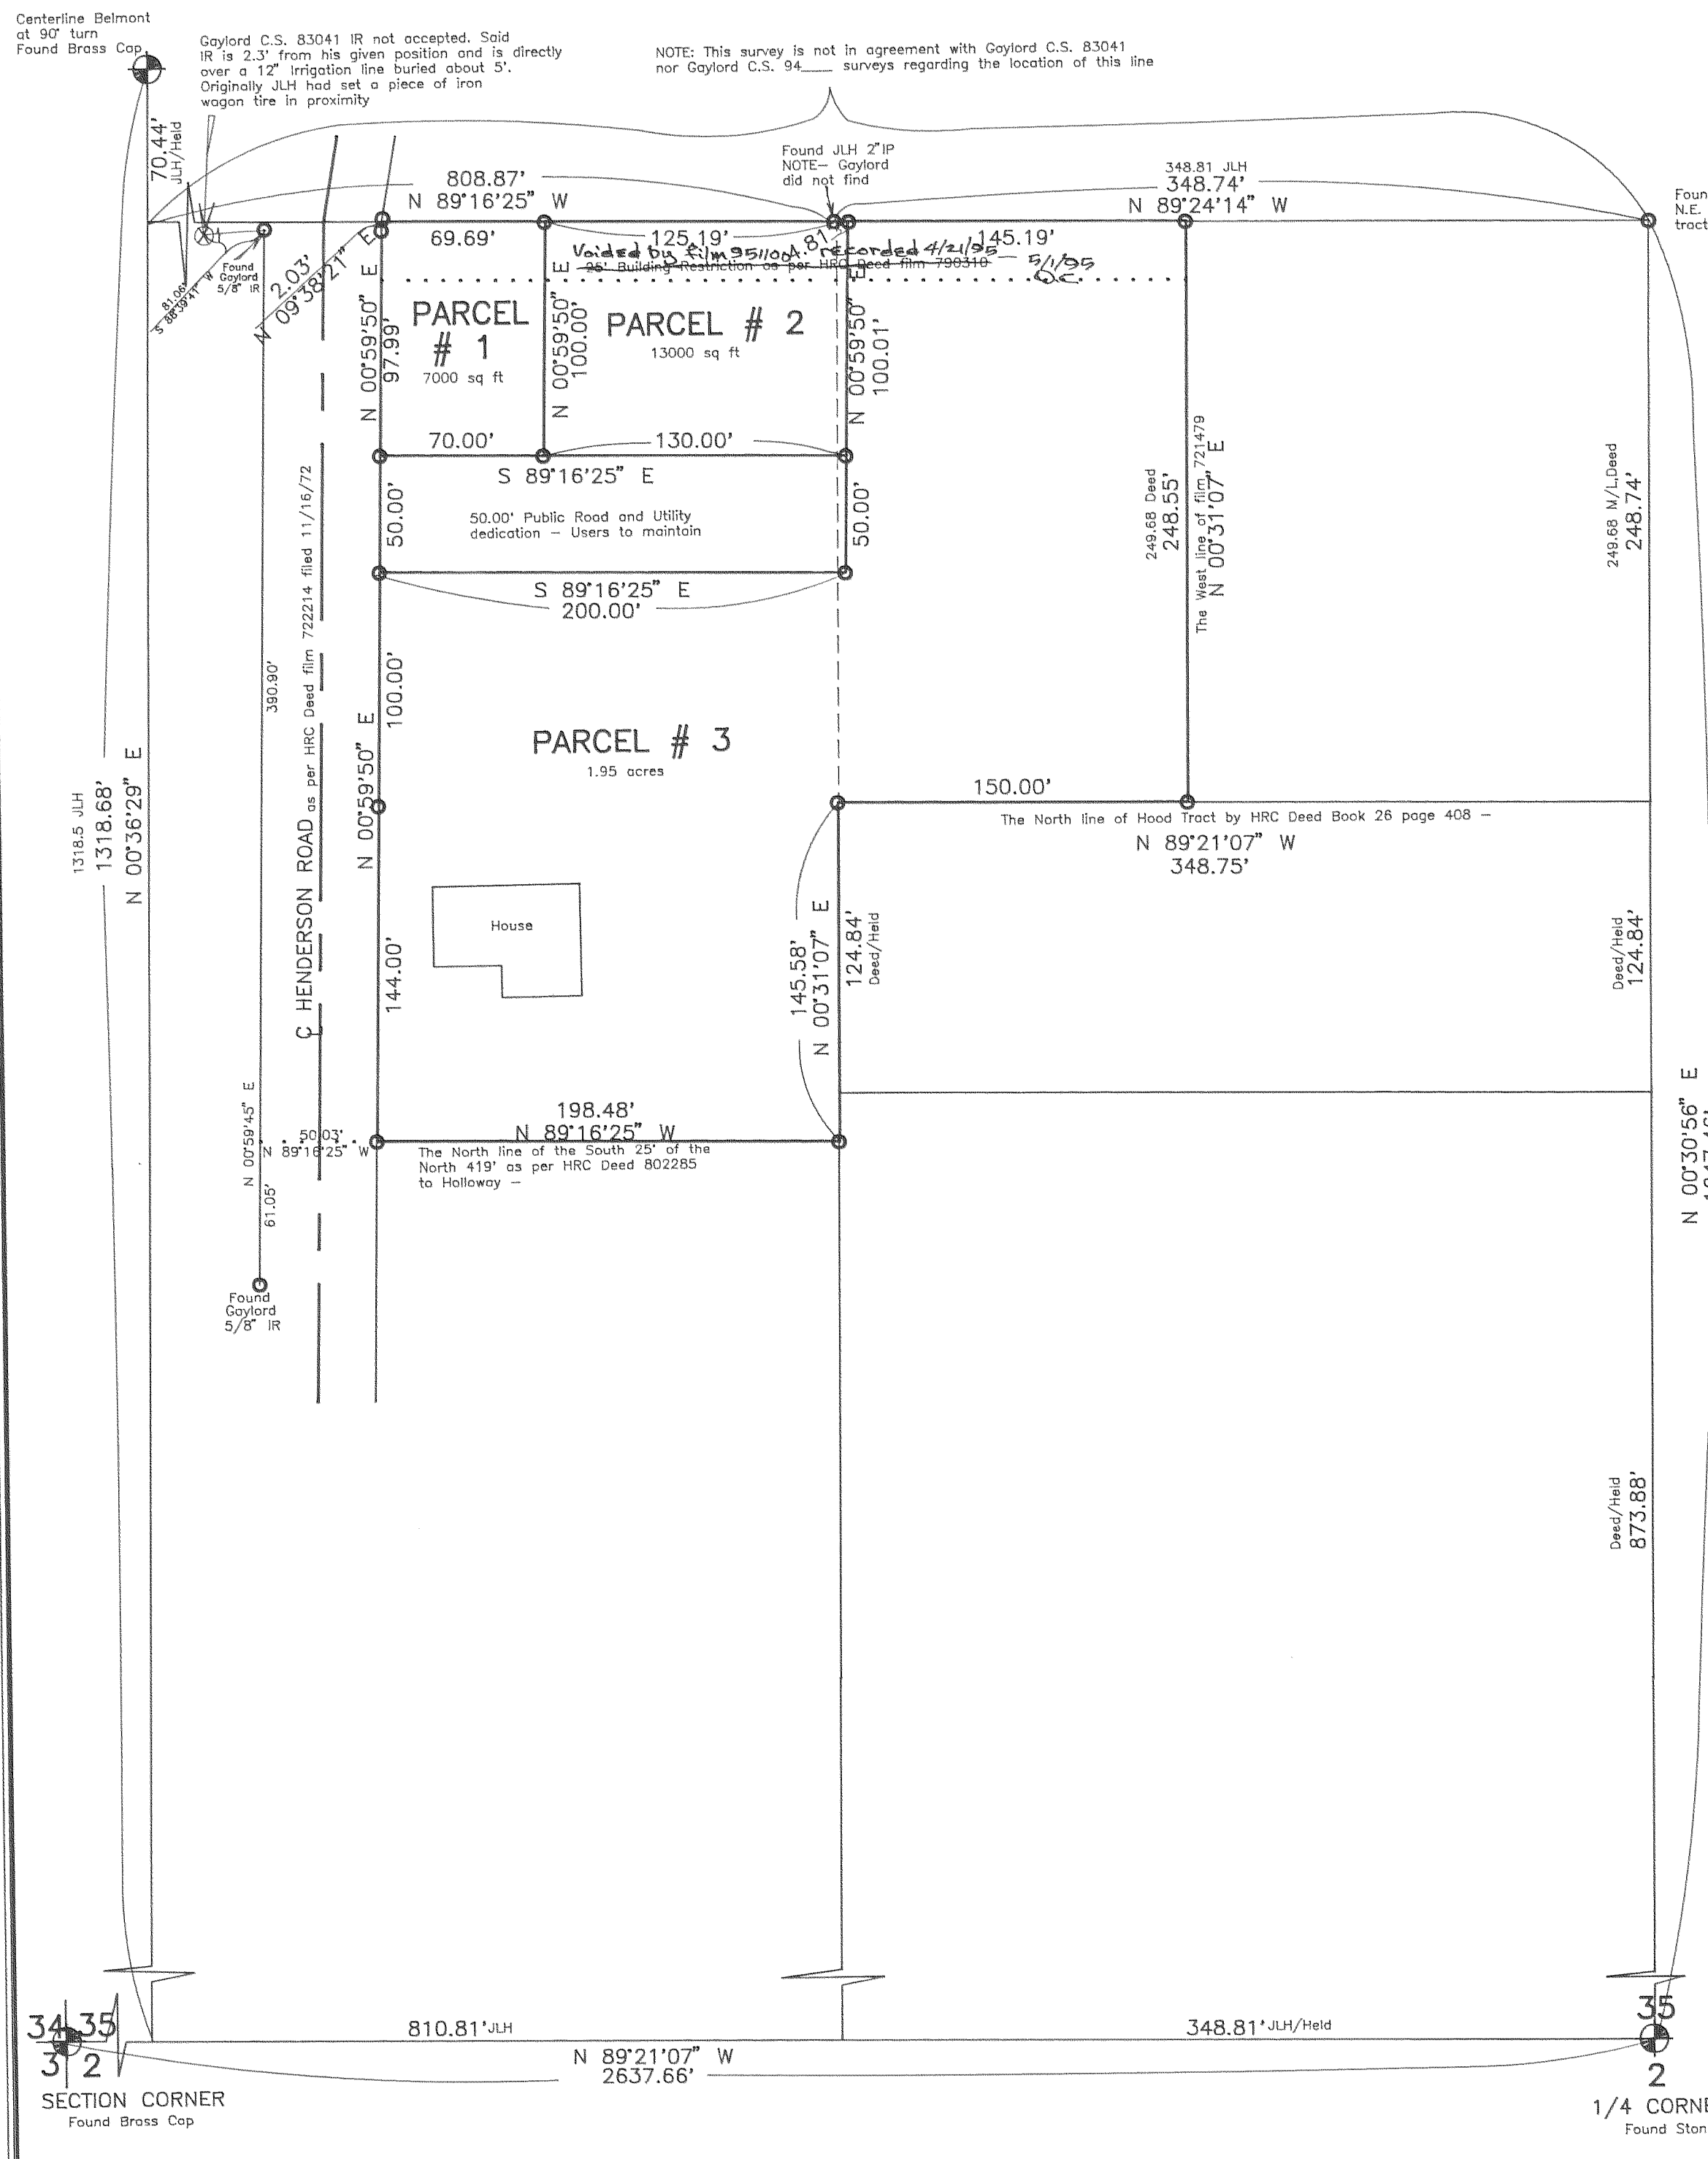 Centerline Belmont
at 90° turn
Found Brass Cap
Gaylord C.S. 83041 IR not accepted. Said
IR is 2.3' from his given position and is directly
over a 12" Irrigation line buried about 5'.
Originally JLH had set a piece of iron
wagon tire in proximity
NOTE: This survey is not in agreement with Gaylord C.S. 83041
nor Gaylord C.S. 94____ surveys regarding the location of this line
70.44'
JLH/Held
808.87'
N 89°16'25" W
Found JLH 2"IP
NOTE- Gaylord
did not find
348.81 JLH
348.74'
N 89°24'14" W
Foun
N.E.
tract
69.69'
125.19'
4.81'
145.19'
Voided by film 951100 recorded 4/21/95
5/1/95
25' Building Restriction as per HRC Deed film 790310
Found
Gaylord
5/8" IR
81.06'
S 88°39'41" W
2.03'
N 09°38'21" E
N 00°59'50" E
97.99'
PARCEL
# 1
7000 sq ft
N 00°59'50" E
100.00'
PARCEL # 2
13000 sq ft
N 00°59'50" E
100.01'
70.00'
130.00'
S 89°16'25" E
50.00'
50.00' Public Road and Utility
dedication - Users to maintain
50.00'
S 89°16'25" E
200.00'
249.68 Deed
248.55'
The West line of film 721479
N 00°31'07" E
249.68 M/L,Deed
248.74'
390.90'
C HENDERSON ROAD as per HRC Deed film 722214 filed 11/16/72
100.00'
N 00°59'50" E
PARCEL # 3
1.95 acres
150.00'
The North line of Hood Tract by HRC Deed Book 26 page 408 -
N 89°21'07" W
348.75'
1318.5 JLH
1318.68'
N 00°36'29" E
House
144.00'
145.58'
N 00°31'07" E
124.84'
Deed/Held
Deed/Held
124.84'
N 00°59'45" E
61.05'
50.03'
N 89°16'25" W
198.48'
N 89°16'25" W
The North line of the South 25' of the
North 419' as per HRC Deed 802285
to Holloway -
N 00°30'56" E
Found
Gaylord
5/8" IR
Deed/Held
873.88'
34 35
3 2
SECTION CORNER
Found Brass Cap
810.81' JLH
348.81' JLH/Held
N 89°21'07" W
2637.66'
35
2
1/4 CORNE
Found Ston